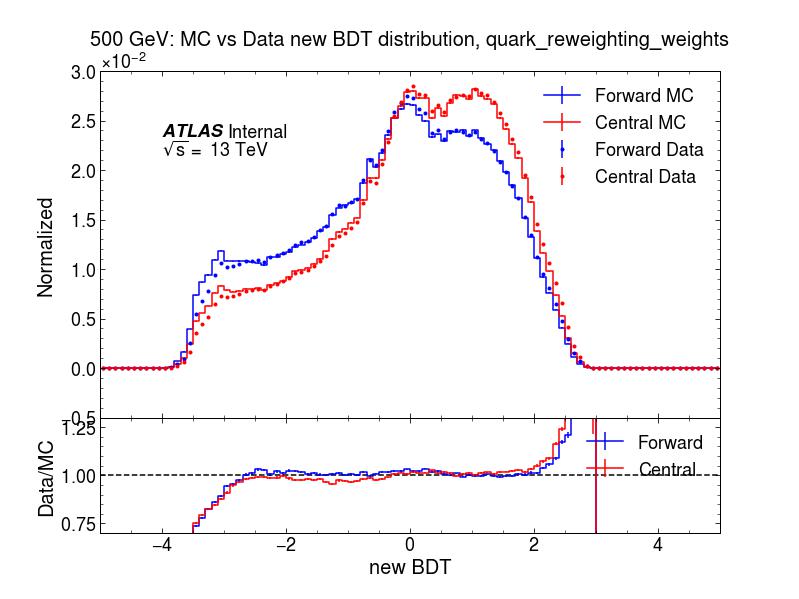 500 GeV: MC vs Data new BDT distribution, quark_reweighting_weights
×10⁻²
3.0
2.5
2.0
1.5
1.0
0.5
0.0
−0.5
Normalized
ATLAS Internal
√s = 13 TeV
Forward MC
Central MC
Forward Data
Central Data
1.25
1.00
0.75
Data/MC
Forward
Central
−4 −2 0 2 4
new BDT